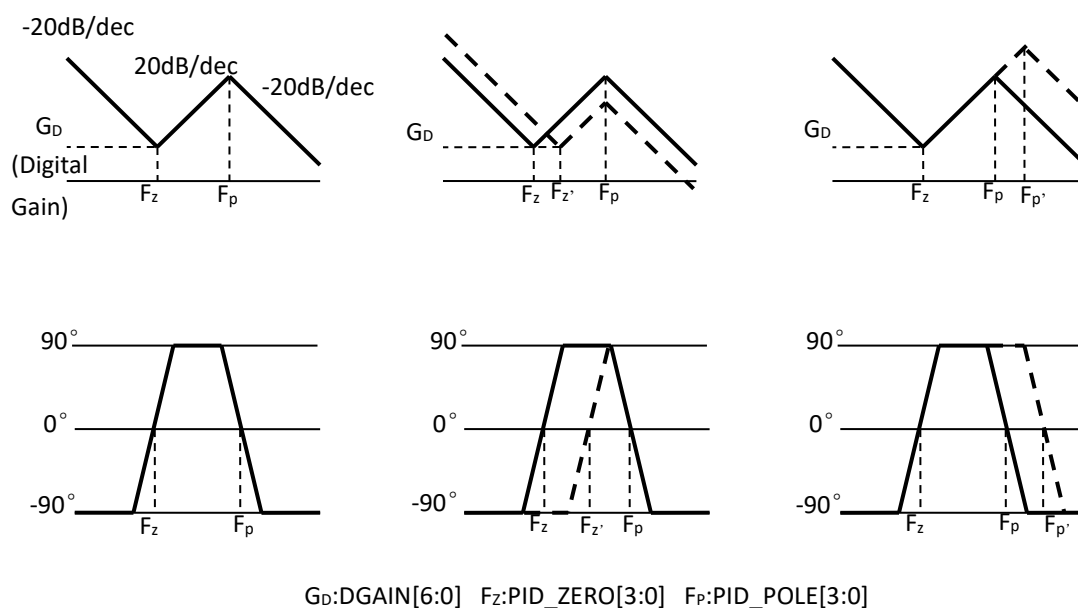 -20dB/dec
20dB/dec
-20dB/dec
GD
(Digital
Gain)
Fz
Fp
GD
Fz
Fz'
Fp
GD
Fz
Fp
Fp'
90°
0°
-90°
Fz
Fp
90°
0°
-90°
Fz
Fz'
Fp
90°
0°
-90°
Fz
Fp
Fp'
GD:DGAIN[6:0] FZ:PID_ZERO[3:0] FP:PID_POLE[3:0]